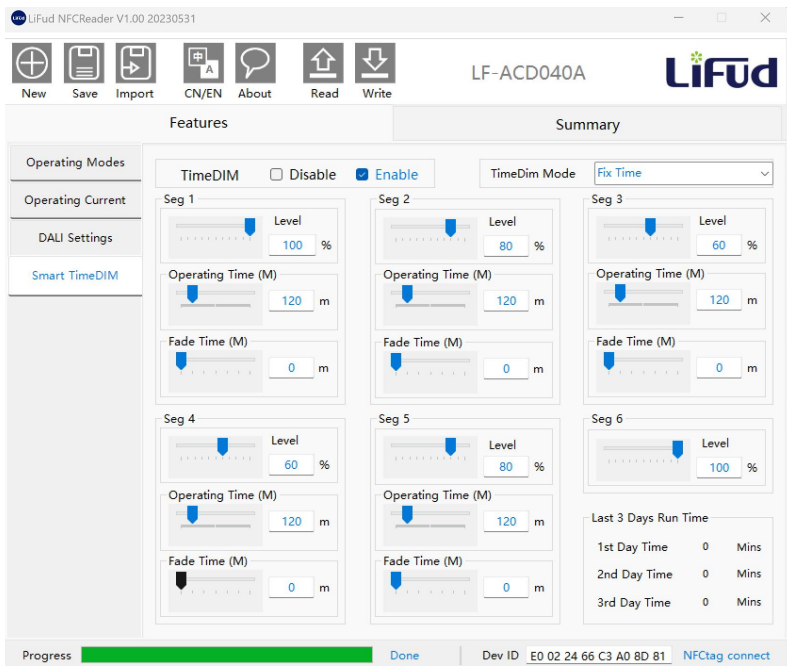 LiFud NFCReader V1.00 20230531
New Save Import CN/EN About Read Write
LF-ACD040A
LiFud
Features Summary
Operating Modes
Operating Current
DALI Settings
Smart TimeDIM
TimeDIM Disable Enable TimeDim Mode Fix Time
Seg 1
Level
100 %
Operating Time (M)
120 m
Fade Time (M)
0 m
Seg 2
Level
80 %
Operating Time (M)
120 m
Fade Time (M)
0 m
Seg 3
Level
60 %
Operating Time (M)
120 m
Fade Time (M)
0 m
Seg 4
Level
60 %
Operating Time (M)
120 m
Fade Time (M)
0 m
Seg 5
Level
80 %
Operating Time (M)
120 m
Fade Time (M)
0 m
Seg 6
Level
100 %
Last 3 Days Run Time
1st Day Time 0 Mins
2nd Day Time 0 Mins
3rd Day Time 0 Mins
Progress Done Dev ID E0 02 24 66 C3 A0 8D 81 NFCtag connect